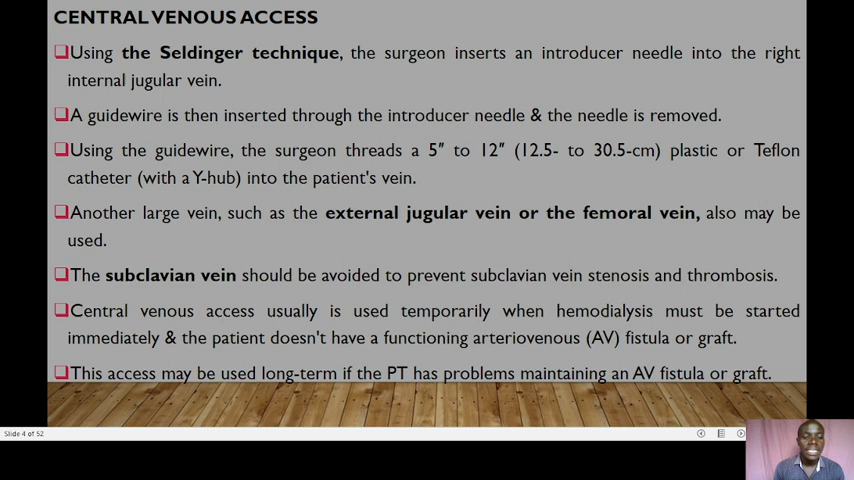 CENTRAL VENOUS ACCESS
Using the Seldinger technique, the surgeon inserts an introducer needle into the right
internal jugular vein.
A guidewire is then inserted through the introducer needle & the needle is removed.
Using the guidewire, the surgeon threads a 5″ to 12″ (12.5- to 30.5-cm) plastic or Teflon
catheter (with a Y-hub) into the patient's vein.
Another large vein, such as the external jugular vein or the femoral vein, also may be
used.
The subclavian vein should be avoided to prevent subclavian vein stenosis and thrombosis.
Central venous access usually is used temporarily when hemodialysis must be started
immediately & the patient doesn't have a functioning arteriovenous (AV) fistula or graft.
This access may be used long-term if the PT has problems maintaining an AV fistula or graft.
Slide 4 of 52